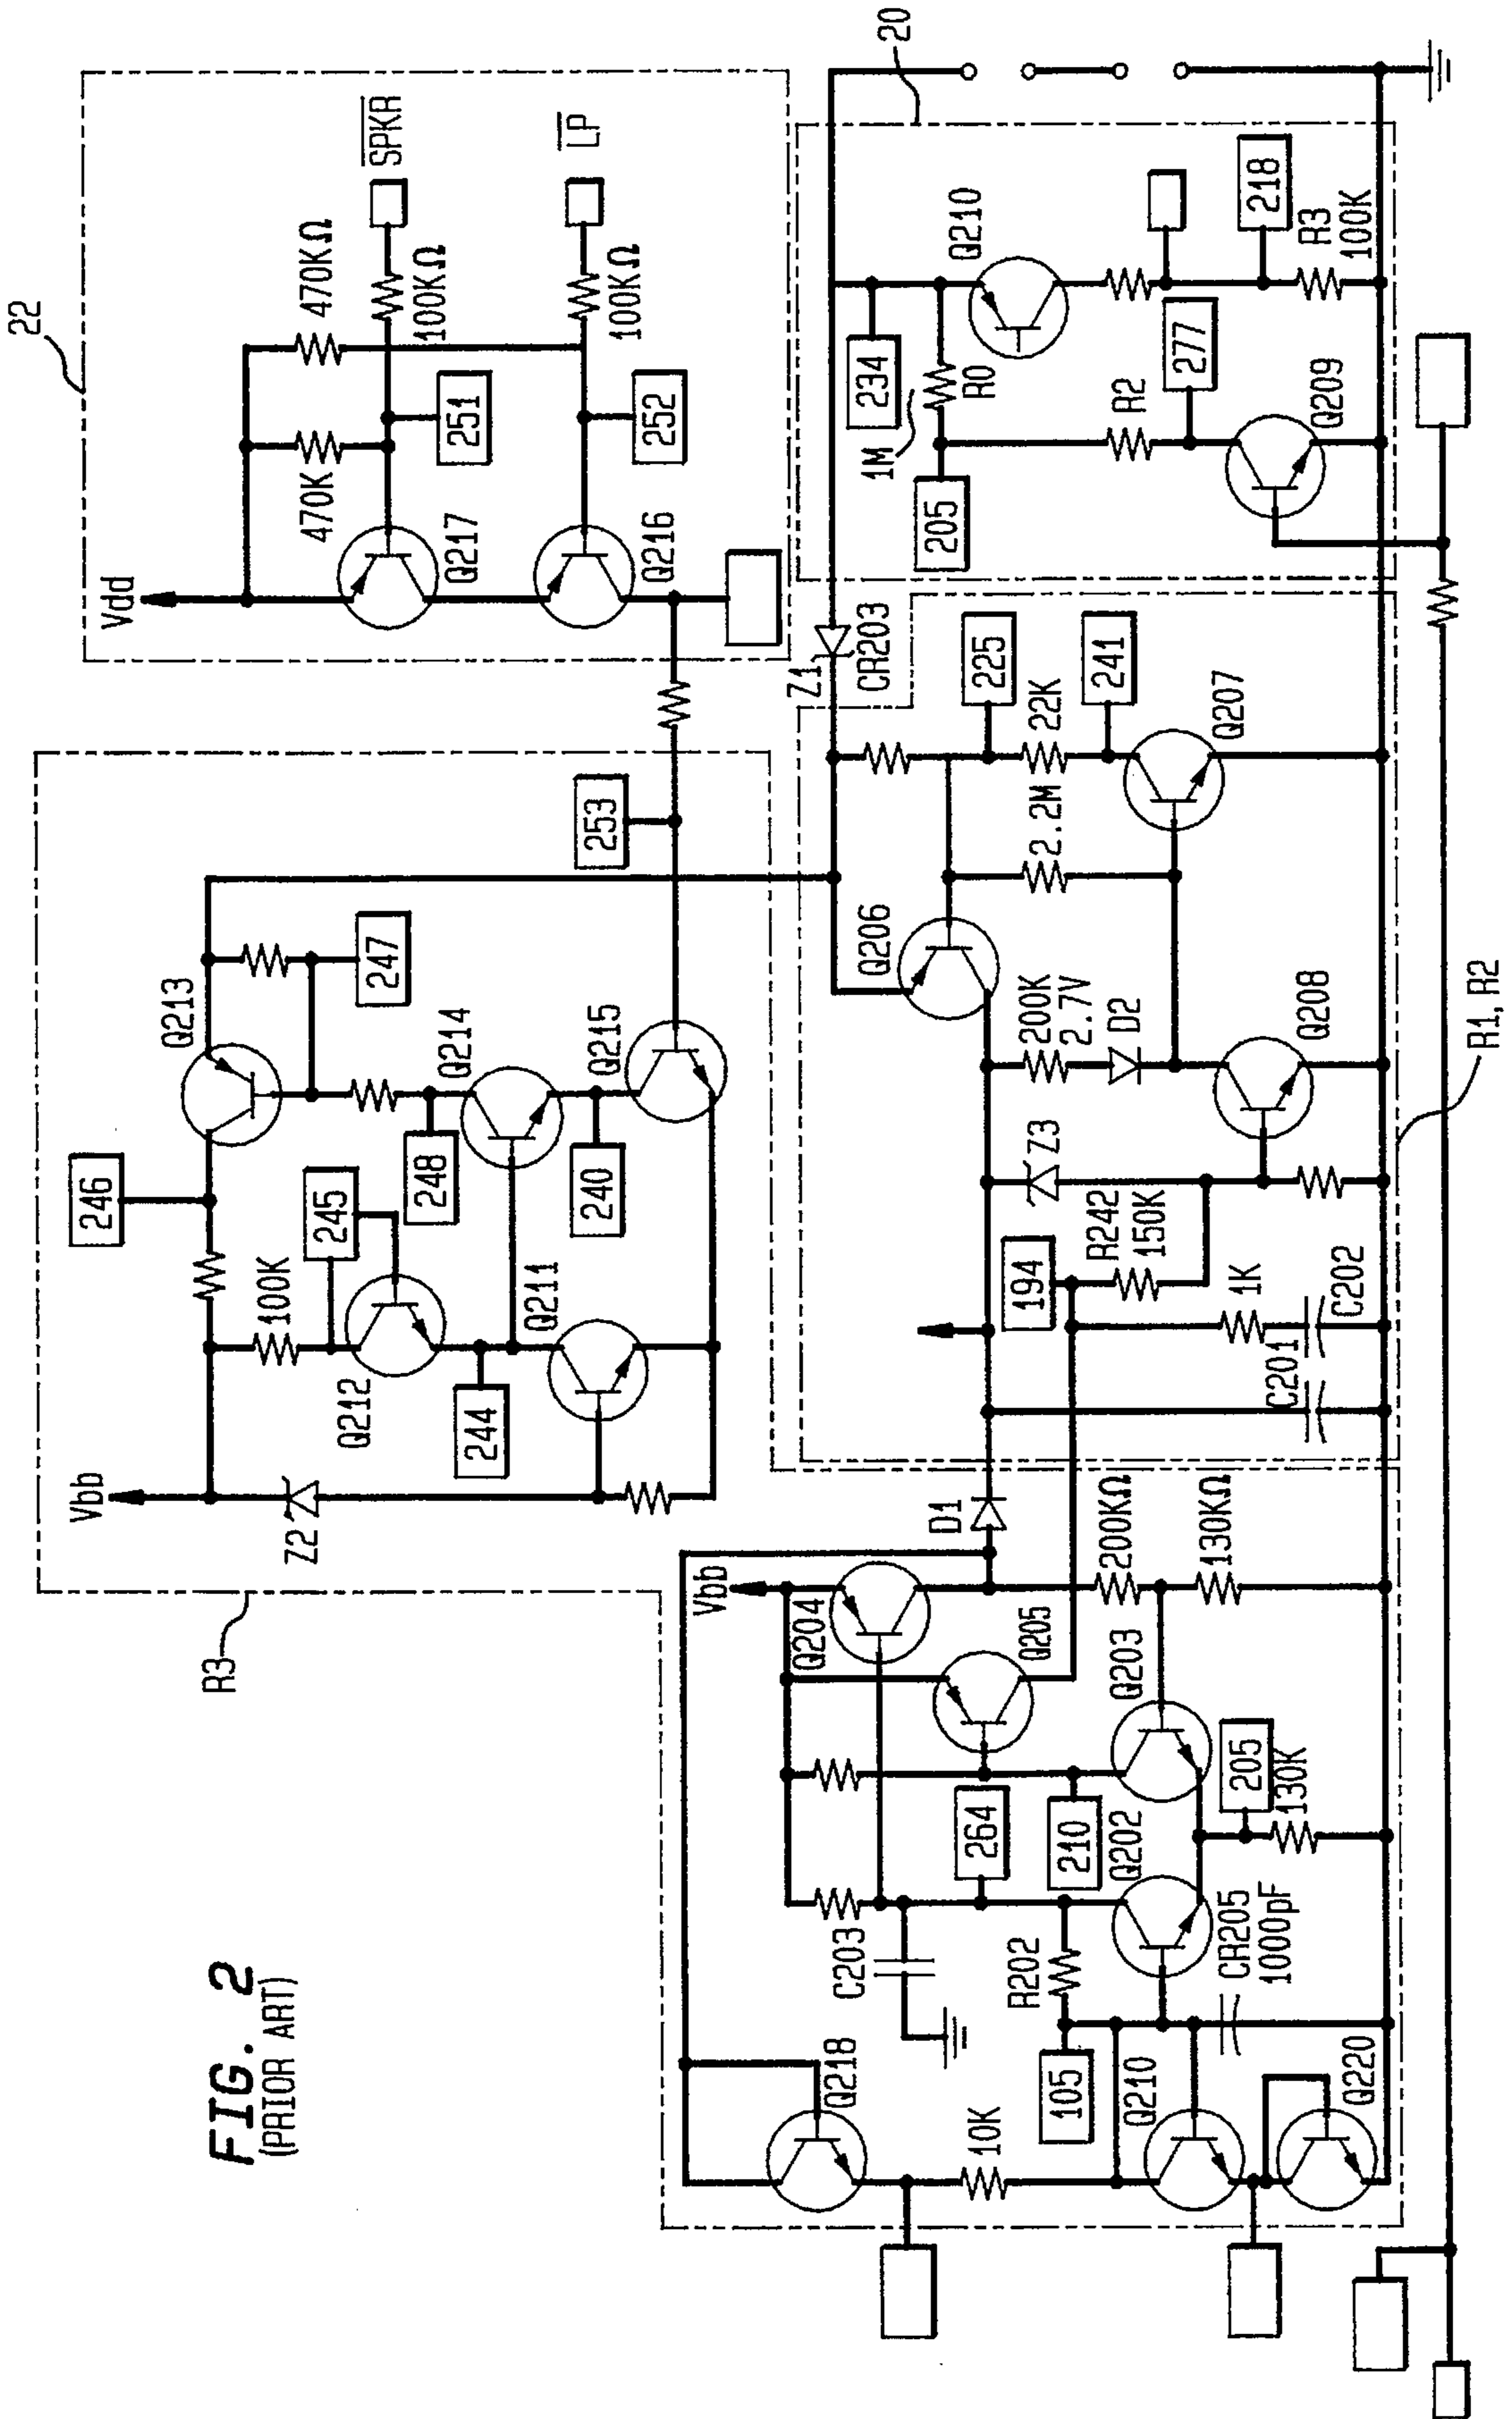 FIG. 2
(PRIOR ART)
22
Vdd
470K
470KΩ
SPKR
100KΩ
LP
100KΩ
Q217
251
Q216
252
R3
Vbb
Z2
246
Q213
247
100K
245
Q212
244
Q211
248
Q214
240
Q215
253
20
Z1
CR203
234
1M
R0
205
Q210
R2
277
Q209
218
R3
100K
Q206
225
22K
2.2M
241
Q207
200K
2.7V
D2
Z3
Q208
194
R242
150K
1K
C201
C202
R1, R2
D1
Vbb
Q204
Q205
200KΩ
130KΩ
Q203
205
130K
264
210
Q202
C203
R202
105
CR205
1000pF
Q218
10K
Q210
Q220